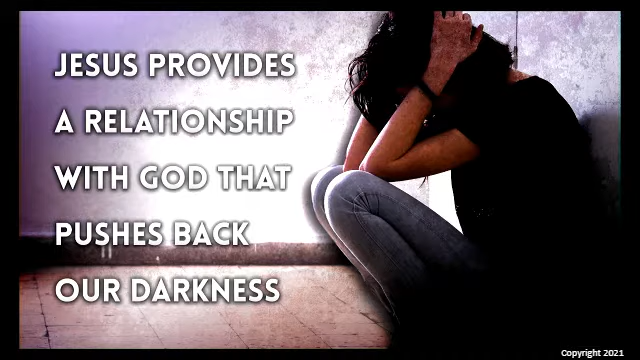 JESUS PROVIDES
A RELATIONSHIP
WITH GOD THAT
PUSHES BACK
OUR DARKNESS
Copyright 2021